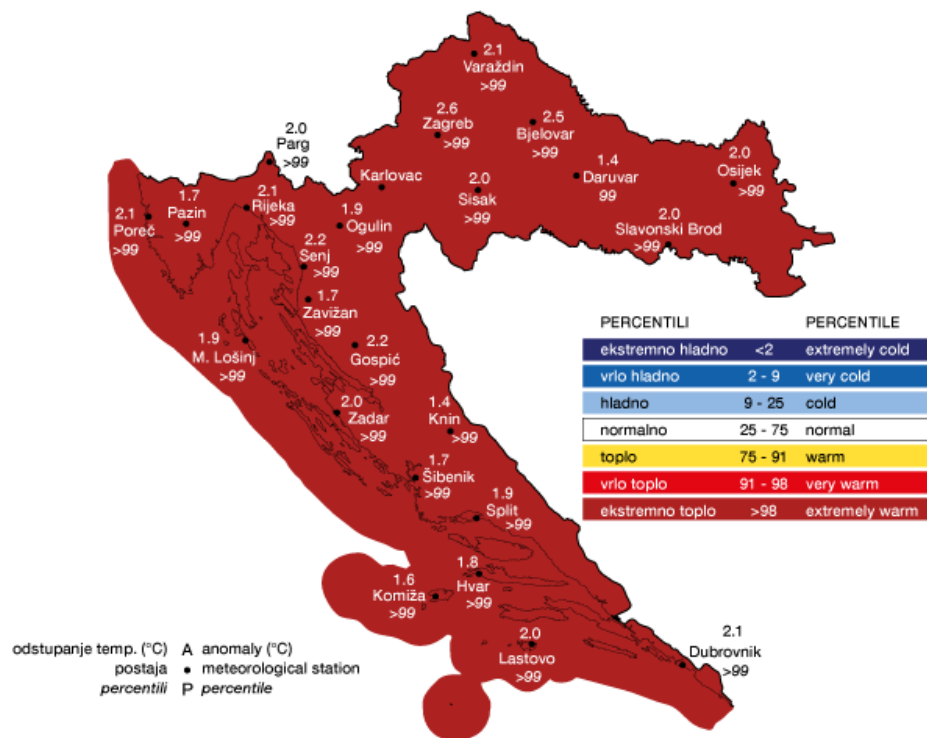 2.1
Varaždin
>99
2.6
Zagreb
>99
2.5
Bjelovar
>99
2.0
Parg
>99
1.4
Daruvar
99
2.0
Osijek
>99
Karlovac
2.0
Sisak
>99
2.1
Poreč
>99
1.7
Pazin
>99
2.1
Rijeka
>99
1.9
Ogulin
>99
2.0
Slavonski Brod
>99
2.2
Senj
>99
1.7
Zavižan
>99
1.9
M. Lošinj
>99
2.2
Gospić
>99
2.0
Zadar
>99
1.4
Knin
>99
1.7
Šibenik
>99
1.9
Split
>99
1.8
Hvar
>99
1.6
Komiža
>99
2.0
Lastovo
>99
2.1
Dubrovnik
>99
PERCENTILI PERCENTILE
ekstremno hladno <2 extremely cold
vrlo hladno 2 - 9 very cold
hladno 9 - 25 cold
normalno 25 - 75 normal
toplo 75 - 91 warm
vrlo toplo 91 - 98 very warm
ekstremno toplo >98 extremely warm
odstupanje temp. (°C) A anomaly (°C)
postaja • meteorological station
percentili P percentile